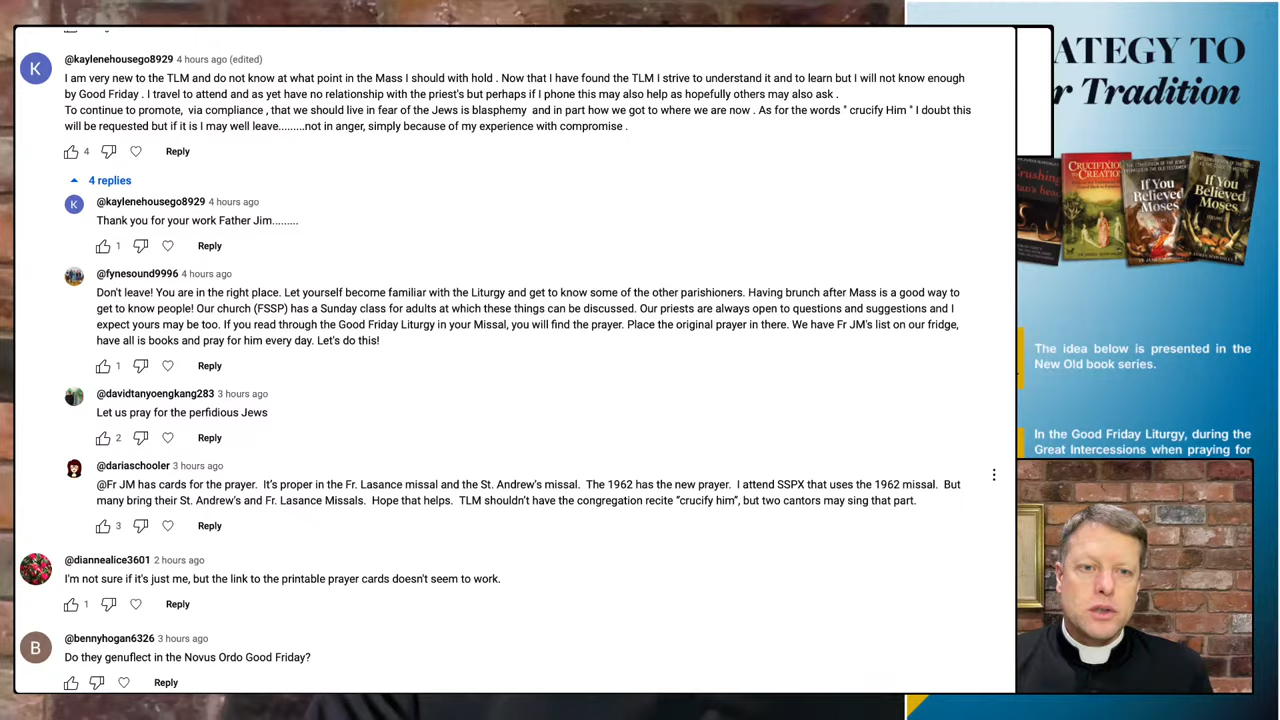 @kaylenehousego8929 4 hours ago (edited)
I am very new to the TLM and do not know at what point in the Mass I should with hold . Now that I have found the TLM I strive to understand it and to learn but I will not know enough
by Good Friday . I travel to attend and as yet have no relationship with the priest's but perhaps if I phone this may also help as hopefully others may also ask .
To continue to promote, via compliance , that we should live in fear of the Jews is blasphemy and in part how we got to where we are now . As for the words " crucify Him " I doubt this
will be requested but if it is I may well leave.........not in anger, simply because of my experience with compromise .
4 Reply
4 replies
@kaylenehousego8929 4 hours ago
Thank you for your work Father Jim.........
1 Reply
@fynesound9996 4 hours ago
Don't leave! You are in the right place. Let yourself become familiar with the Liturgy and get to know some of the other parishioners. Having brunch after Mass is a good way to
get to know people! Our church (FSSP) has a Sunday class for adults at which these things can be discussed. Our priests are always open to questions and suggestions and I
expect yours may be too. If you read through the Good Friday Liturgy in your Missal, you will find the prayer. Place the original prayer in there. We have Fr JM's list on our fridge,
have all is books and pray for him every day. Let's do this!
1 Reply
@davidtanyoengkang283 3 hours ago
Let us pray for the perfidious Jews
2 Reply
@dariaschooler 3 hours ago
@Fr JM has cards for the prayer. It's proper in the Fr. Lasance missal and the St. Andrew's missal. The 1962 has the new prayer. I attend SSPX that uses the 1962 missal. But
many bring their St. Andrew's and Fr. Lasance Missals. Hope that helps. TLM shouldn't have the congregation recite "crucify him", but two cantors may sing that part.
3 Reply
@diannealice3601 2 hours ago
I'm not sure if it's just me, but the link to the printable prayer cards doesn't seem to work.
1 Reply
@bennyhogan6326 3 hours ago
Do they genuflect in the Novus Ordo Good Friday?
Reply
K
K
B
ATEGY TO
r Tradition
CRUCIFIXION
CREATION
If You
Believed
Moses
If You
Believed
Moses
The idea below is presented in the
New Old book series.
In the Good Friday Liturgy, during the
Great Intercessions when praying for